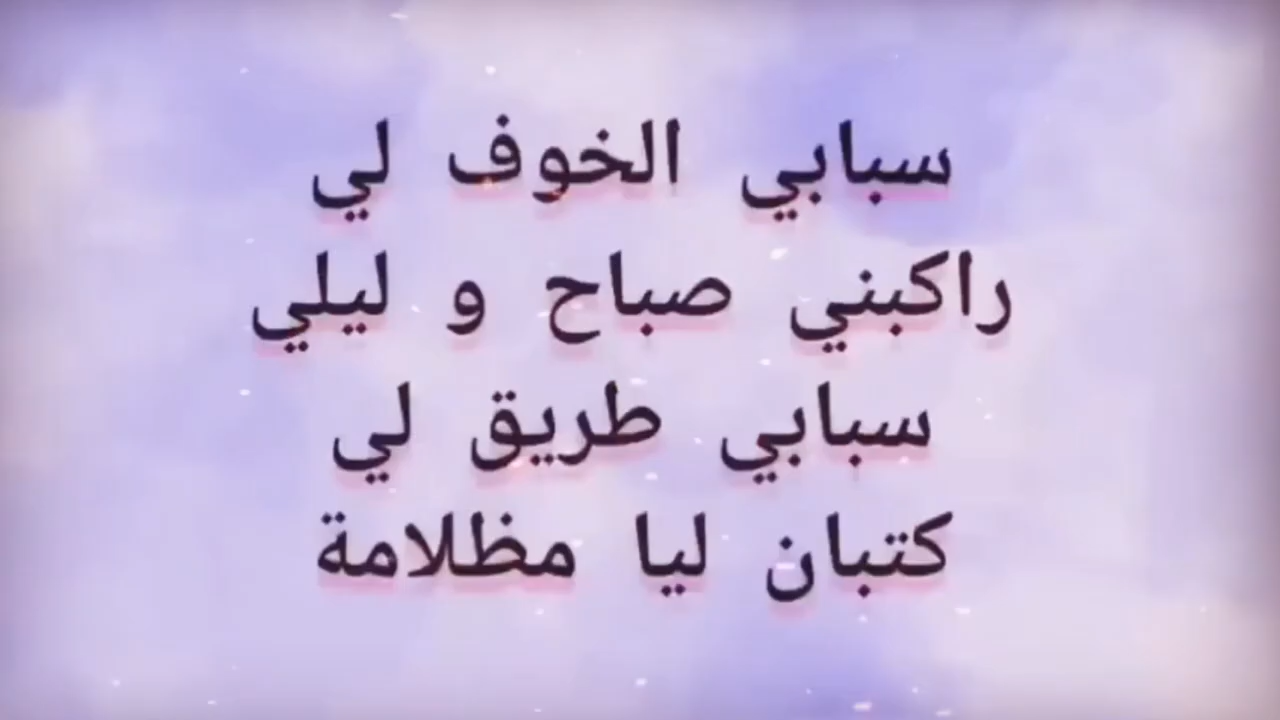 سبابي الخوف لي
راكبني صباح و ليلي
سبابي طريق لي
كتبان ليا مظلامة